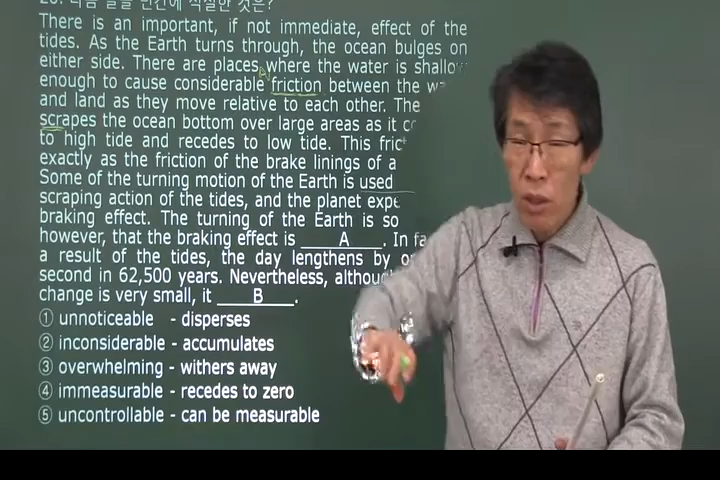 There is an important, if not immediate, effect of the
tides. As the Earth turns through, the ocean bulges on
either side. There are places where the water is shallow
enough to cause considerable friction between the
and land as they move relative to each other. The
scrapes the ocean bottom over large areas as it
to high tide and recedes to low tide. This
exactly as the friction of the brake linings of a
Some of the turning motion of the Earth is used
scraping action of the tides, and the planet
braking effect. The turning of the Earth is so
however, that the braking effect is ____A____. In
a result of the tides, the day lengthens by
second in 62,500 years. Nevertheless,
change is very small, it ____B____.
① unnoticeable - disperses
② inconsiderable - accumulates
③ overwhelming - withers away
④ immeasurable - recedes to zero
⑤ uncontrollable - can be measurable